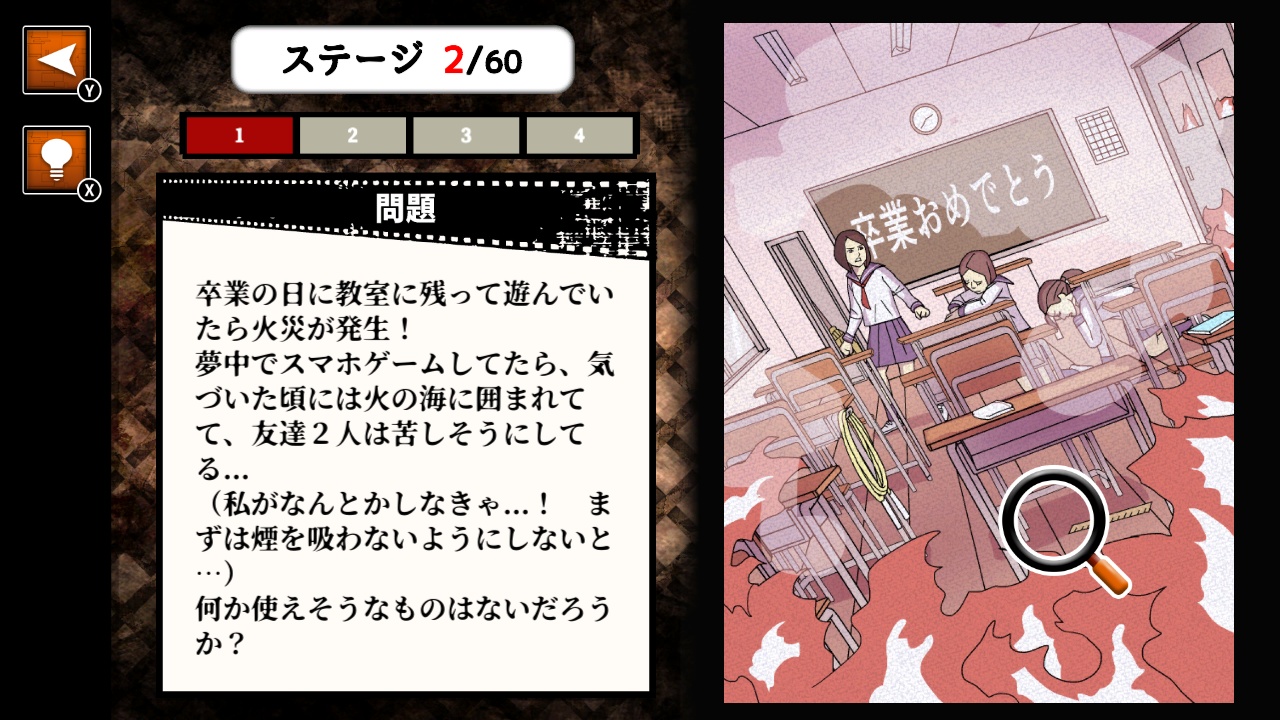 ステージ 2/60
Y
1 2 3 4
X
問題
卒業の日に教室に残って遊んでい
たら火災が発生！
夢中でスマホゲームしてたら、気
づいた頃には火の海に囲まれて
て、友達２人は苦しそうにして
る…
（私がなんとかしなきゃ…！　ま
ずは煙を吸わないようにしないと
…)
何か使えそうなものはないだろう
か？
卒業おめでとう